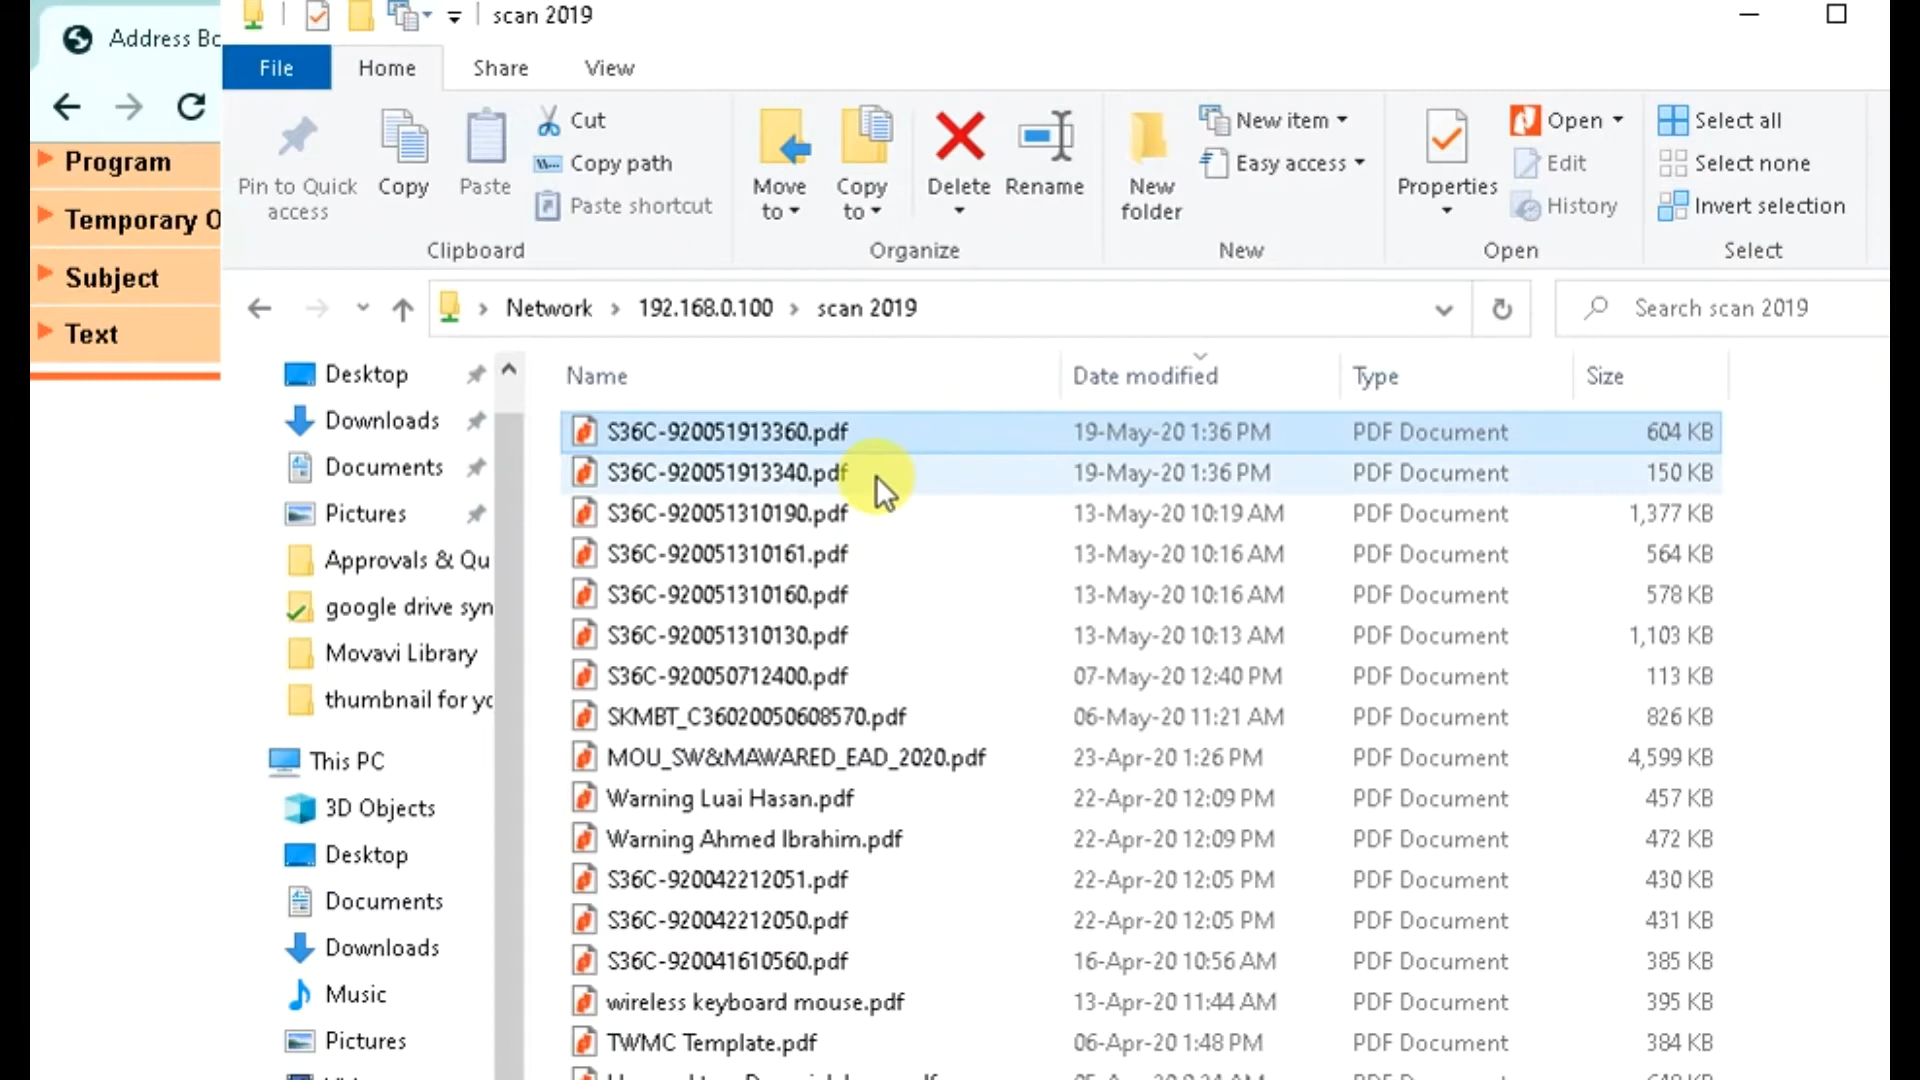 scan 2019
Address Bc
File Home Share View
Program
Temporary O
Subject
Text
Pin to Quick access
Copy
Paste
Cut
Copy path
Paste shortcut
Clipboard
Move to
Copy to
Delete
Rename
Organize
New folder
New item
Easy access
New
Properties
Open
Edit
History
Open
Select all
Select none
Invert selection
Select
Network 192.168.0.100 scan 2019
Search scan 2019
Desktop
Downloads
Documents
Pictures
Approvals & Qu
google drive syn
Movavi Library
thumbnail for yo
This PC
3D Objects
Desktop
Documents
Downloads
Music
Pictures
Name Date modified Type Size
S36C-920051913360.pdf 19-May-20 1:36 PM PDF Document 604 KB
S36C-920051913340.pdf 19-May-20 1:36 PM PDF Document 150 KB
S36C-920051310190.pdf 13-May-20 10:19 AM PDF Document 1,377 KB
S36C-920051310161.pdf 13-May-20 10:16 AM PDF Document 564 KB
S36C-920051310160.pdf 13-May-20 10:16 AM PDF Document 578 KB
S36C-920051310130.pdf 13-May-20 10:13 AM PDF Document 1,103 KB
S36C-920050712400.pdf 07-May-20 12:40 PM PDF Document 113 KB
SKMBT_C36020050608570.pdf 06-May-20 11:21 AM PDF Document 826 KB
MOU_SW&MAWARED_EAD_2020.pdf 23-Apr-20 1:26 PM PDF Document 4,599 KB
Warning Luai Hasan.pdf 22-Apr-20 12:09 PM PDF Document 457 KB
Warning Ahmed Ibrahim.pdf 22-Apr-20 12:09 PM PDF Document 472 KB
S36C-920042212051.pdf 22-Apr-20 12:05 PM PDF Document 430 KB
S36C-920042212050.pdf 22-Apr-20 12:05 PM PDF Document 431 KB
S36C-920041610560.pdf 16-Apr-20 10:56 AM PDF Document 385 KB
wireless keyboard mouse.pdf 13-Apr-20 11:44 AM PDF Document 395 KB
TWMC Template.pdf 06-Apr-20 1:48 PM PDF Document 384 KB